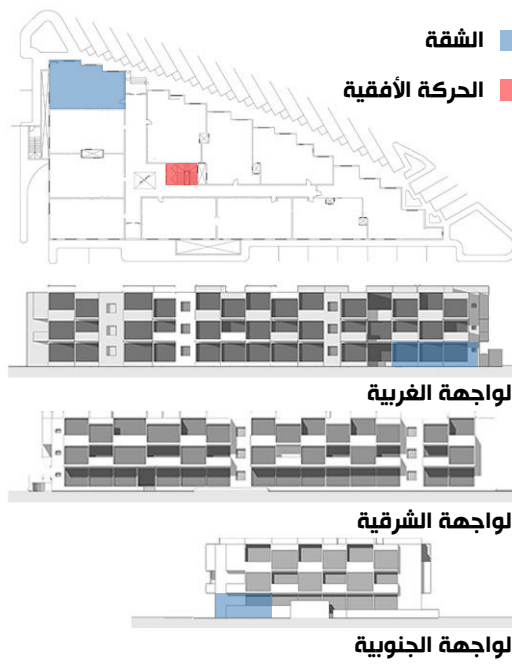 الشقة
الحركة الأفقية
لواجهة الغربية
لواجهة الشرقية
لواجهة الجنوبية